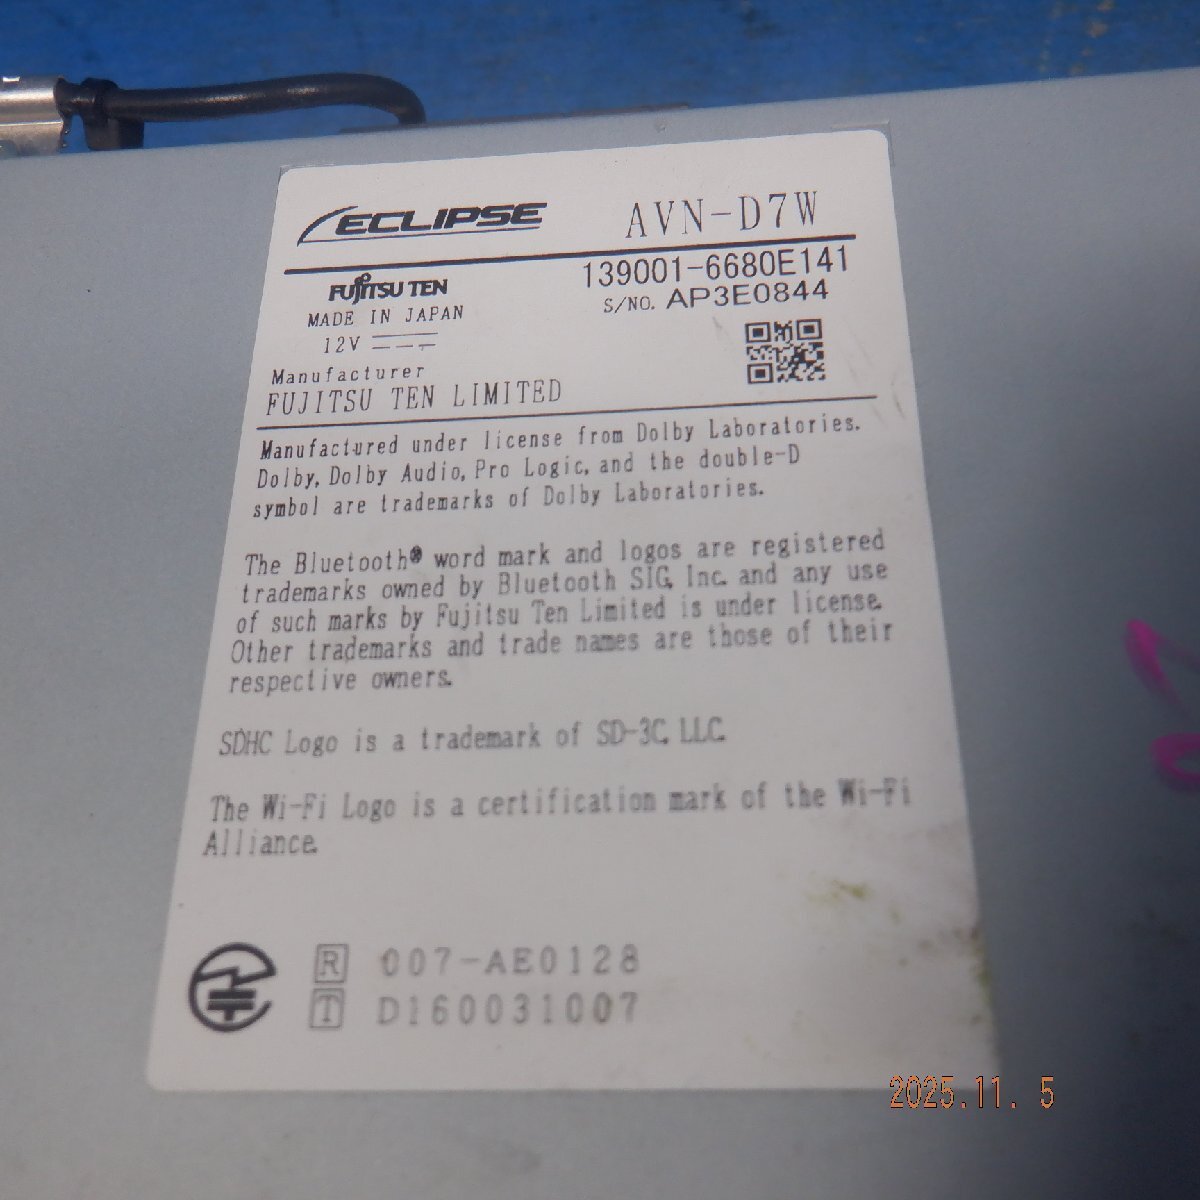 ECLIPSE AVN-D7W
139001-6680E141
FUJITSU TEN
S/NO. AP3E0844
MADE IN JAPAN
12V
Manufacturer
FUJITSU TEN LIMITED
Manufactured under license from Dolby Laboratories.
Dolby, Dolby Audio, Pro Logic, and the double-D
symbol are trademarks of Dolby Laboratories.
The Bluetooth® word mark and logos are registered
trademarks owned by Bluetooth SIG, Inc. and any use
of such marks by Fujitsu Ten Limited is under license.
Other trademarks and trade names are those of their
respective owners.
SDHC Logo is a trademark of SD-3C, LLC.
The Wi-Fi Logo is a certification mark of the Wi-Fi
Alliance.
R 007-AE0128
T D160031007
2025.11. 5